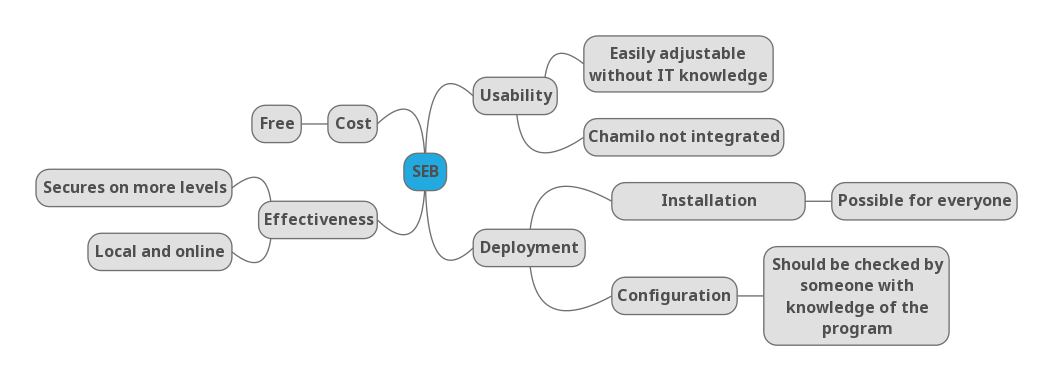 SEB
Cost
Free
Effectiveness
Secures on more levels
Local and online
Usability
Easily adjustable
without IT knowledge
Chamilo not integrated
Deployment
Installation
Possible for everyone
Configuration
Should be checked by
someone with
knowledge of the
program